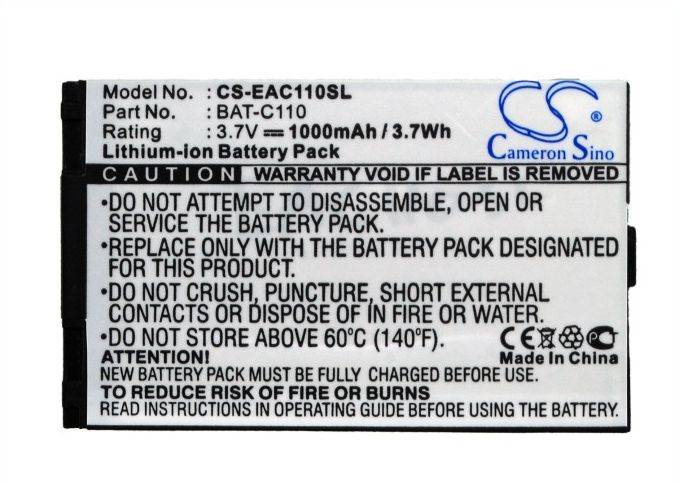 Model No.: CS-EAC110SL
Part No.: BAT-C110
Rating : 3.7V 1000mAh / 3.7Wh
Lithium-ion Battery Pack
CS
Cameron Sino
CAUTION WARRANTY VOID IF LABEL IS REMOVED
•DO NOT ATTEMPT TO DISASSEMBLE, OPEN OR
SERVICE THE BATTERY PACK.
•REPLACE ONLY WITH THE BATTERY PACK DESIGNATED
FOR THIS PRODUCT.
•DO NOT CRUSH, PUNCTURE, SHORT EXTERNAL
CONTACTS OR DISPOSE OF IN FIRE OR WATER.
•DO NOT STORE ABOVE 60°C (140°F).
CE
Made In China
ATTENTION!
NEW BATTERY PACK MUST BE FULLY CHARGED BEFORE USE.
TO REDUCE RISK OF FIRE OR BURNS
READ INSTRUCTIONS AND OPERATING GUIDE BEFORE USING THE BATTERY.